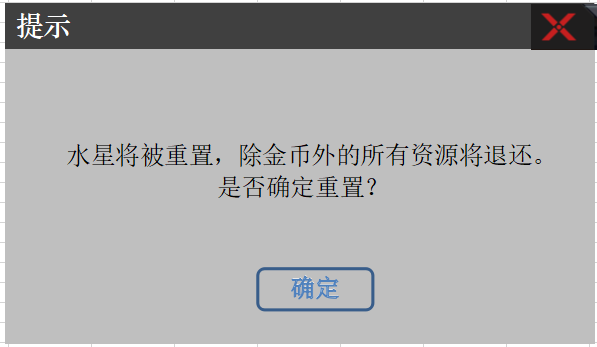 提示
水星将被重置，除金币外的所有资源将退还。
是否确定重置？
确定